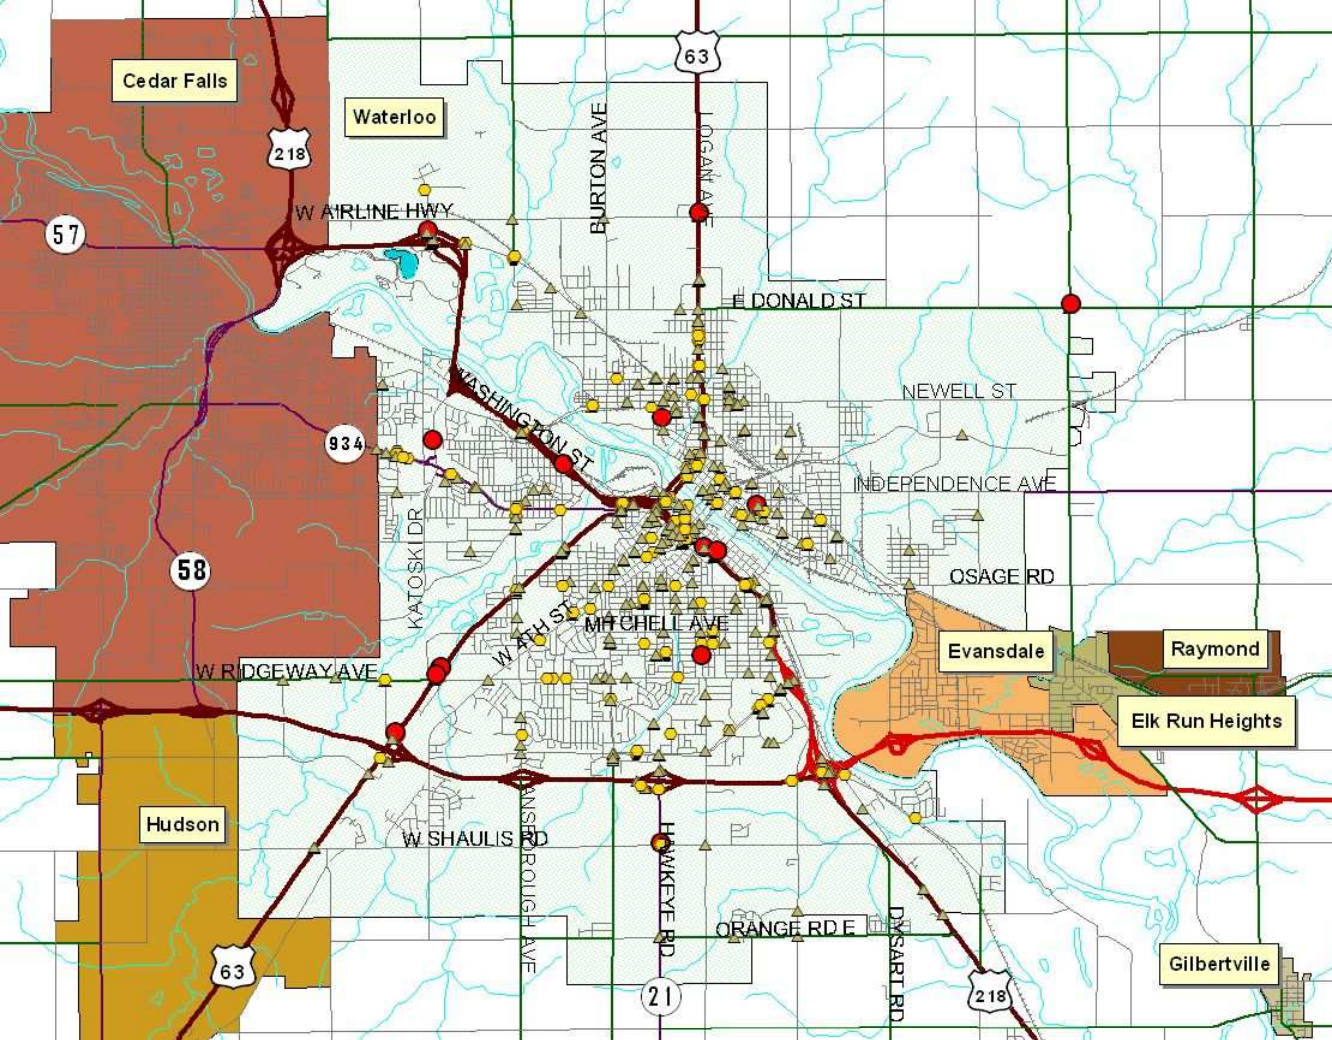 63
Cedar Falls
Waterloo
218
BURTON AVE
LOGAN AVE
W AIRLINE HWY
57
E DONALD ST
WASHINGTON ST
NEWELL ST
934
INDEPENDENCE AVE
KATOSKI DR
58
OSAGE RD
W 4TH ST
MITCHELL AVE
Evansdale
Raymond
W RIDGEWAY AVE
Elk Run Heights
Hudson
W SHAULIS RD
ANSBOROUGH AVE
HAWKEYE RD
ORANGE RD E
DYSART RD
63
Gilbertville
21
218